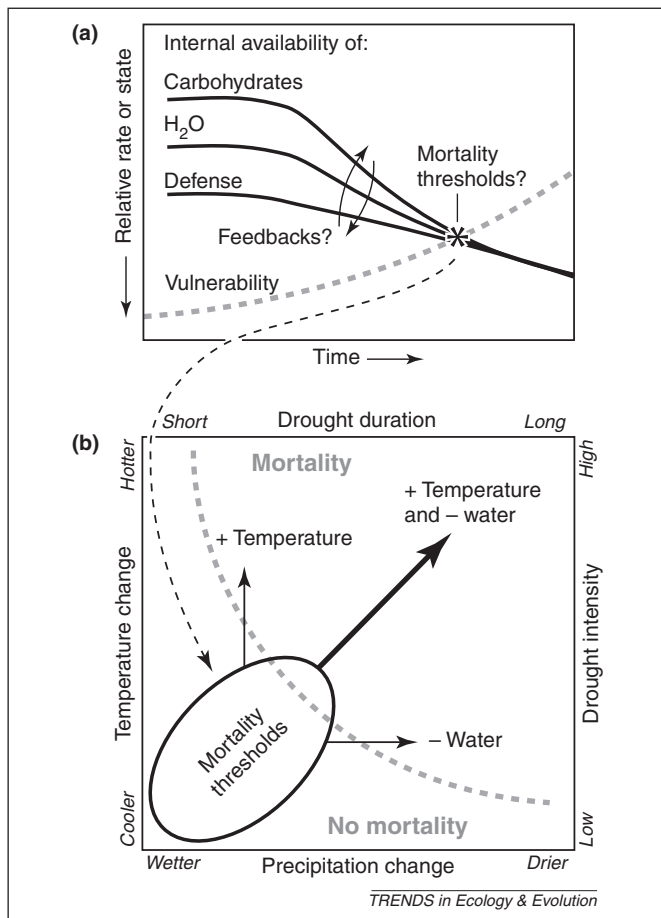 (a)
Internal availability of:
Carbohydrates
H₂O
Defense
Feedbacks?
Mortality
thresholds?
Vulnerability
Relative rate or state
Time
(b)
Short
Drought duration
Long
Hotter
Temperature change
Cooler
High
Drought intensity
Low
Mortality
+ Temperature
and – water
+ Temperature
Mortality
thresholds
– Water
No mortality
Wetter
Precipitation change
Drier
TRENDS in Ecology & Evolution